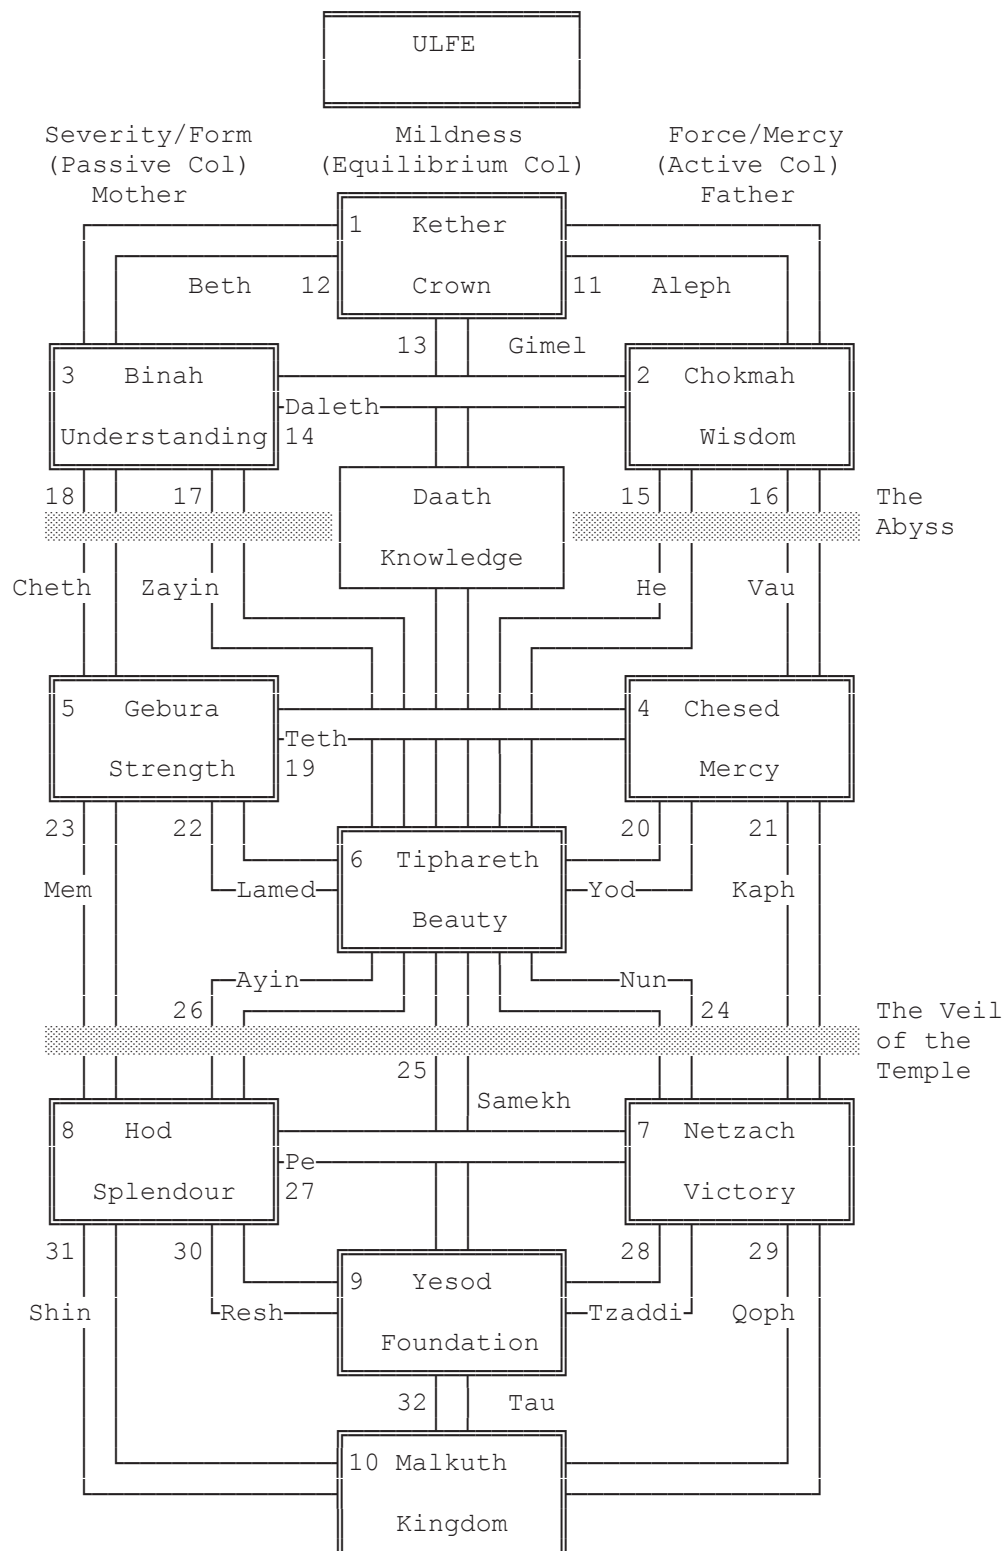 ULFE
Severity/Form Mildness Force/Mercy
(Passive Col) (Equilibrium Col) (Active Col)
Mother Father
1 Kether
Beth 12 Crown 11 Aleph
13 Gimel
3 Binah 2 Chokmah
Daleth
Understanding 14 Wisdom
18 17 Daath 15 16 The
Abyss
Knowledge
Cheth Zayin He Vau
5 Gebura 4 Chesed
Teth
Strength 19 Mercy
23 22 20 21
6 Tiphareth
Mem Lamed Yod Kaph
Beauty
Ayin Nun
26 24 The Veil
of the
25 Temple
Samekh
8 Hod 7 Netzach
Pe
Splendour 27 Victory
31 30 28 29
9 Yesod
Shin Resh Tzaddi Qoph
Foundation
32 Tau
10 Malkuth
Kingdom